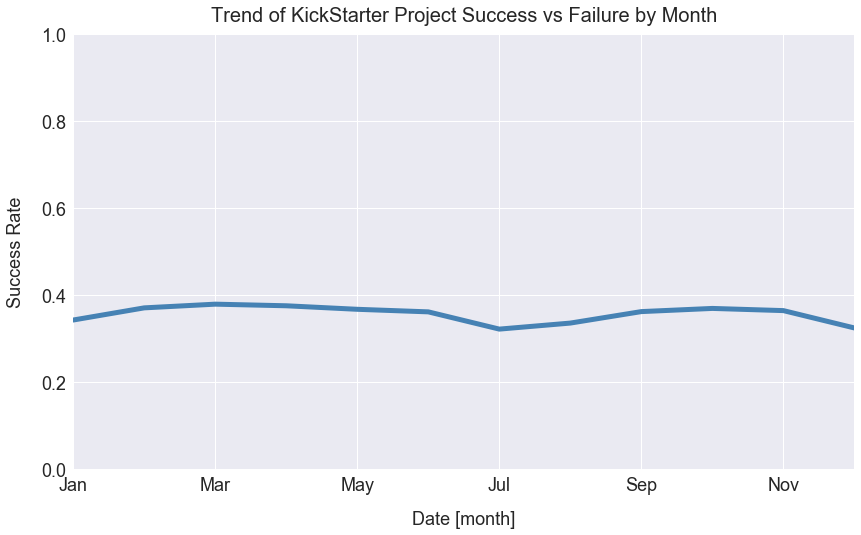 Trend of KickStarter Project Success vs Failure by Month
1.0
0.8
0.6
0.4
0.2
0.0
Success Rate
Jan Mar May Jul Sep Nov
Date [month]